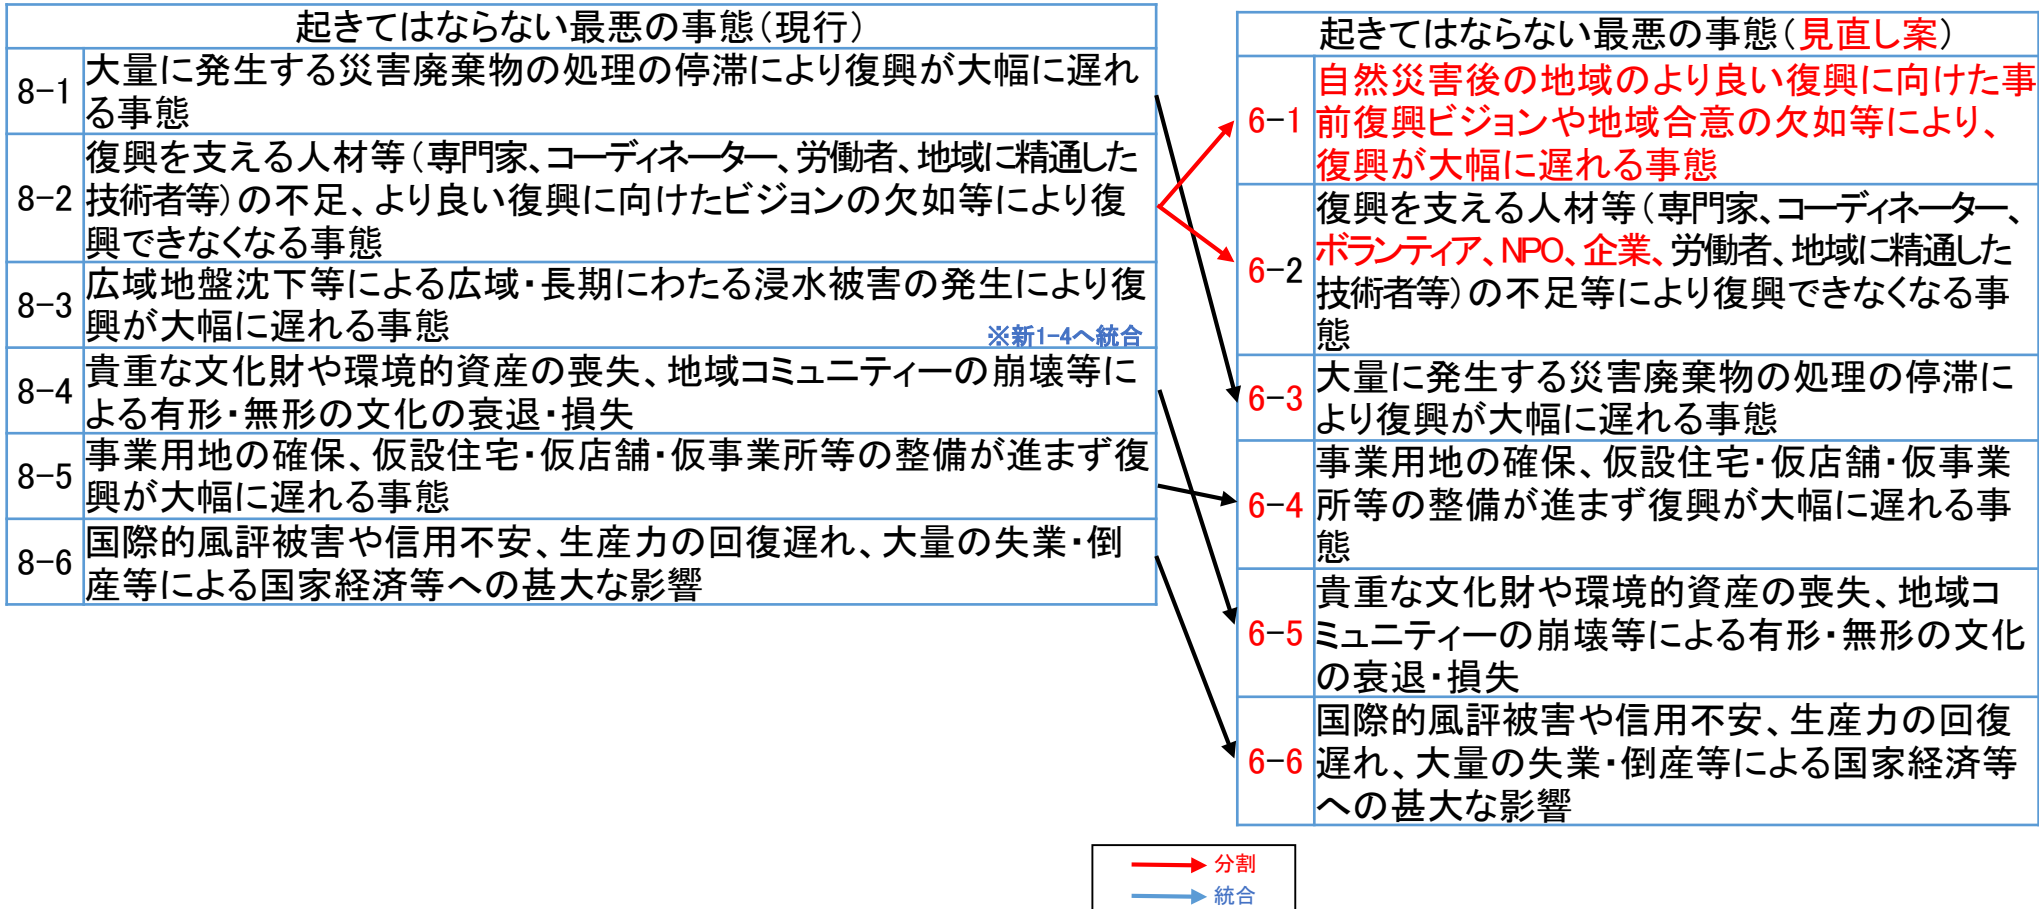 起きてはならない最悪の事態（現行）
8-1
大量に発生する災害廃棄物の処理の停滞により復興が大幅に遅れ
る事態
8-2
復興を支える人材等（専門家、コーディネーター、労働者、地域に精通した
技術者等）の不足、より良い復興に向けたビジョンの欠如等により復
興できなくなる事態
8-3
広域地盤沈下等による広域・長期にわたる浸水被害の発生により復
興が大幅に遅れる事態
※新1-4へ統合
8-4
貴重な文化財や環境的資産の喪失、地域コミュニティーの崩壊等に
よる有形・無形の文化の衰退・損失
8-5
事業用地の確保、仮設住宅・仮店舗・仮事業所等の整備が進まず復
興が大幅に遅れる事態
8-6
国際的風評被害や信用不安、生産力の回復遅れ、大量の失業・倒
産等による国家経済等への甚大な影響
起きてはならない最悪の事態（見直し案）
6-1
自然災害後の地域のより良い復興に向けた事
前復興ビジョンや地域合意の欠如等により、
復興が大幅に遅れる事態
6-2
復興を支える人材等（専門家、コーディネーター、
ボランティア、NPO、企業、労働者、地域に精通した
技術者等）の不足等により復興できなくなる事
態
6-3
大量に発生する災害廃棄物の処理の停滞に
より復興が大幅に遅れる事態
6-4
事業用地の確保、仮設住宅・仮店舗・仮事業
所等の整備が進まず復興が大幅に遅れる事
態
6-5
貴重な文化財や環境的資産の喪失、地域コ
ミュニティーの崩壊等による有形・無形の文化
の衰退・損失
6-6
国際的風評被害や信用不安、生産力の回復
遅れ、大量の失業・倒産等による国家経済等
への甚大な影響
分割
統合